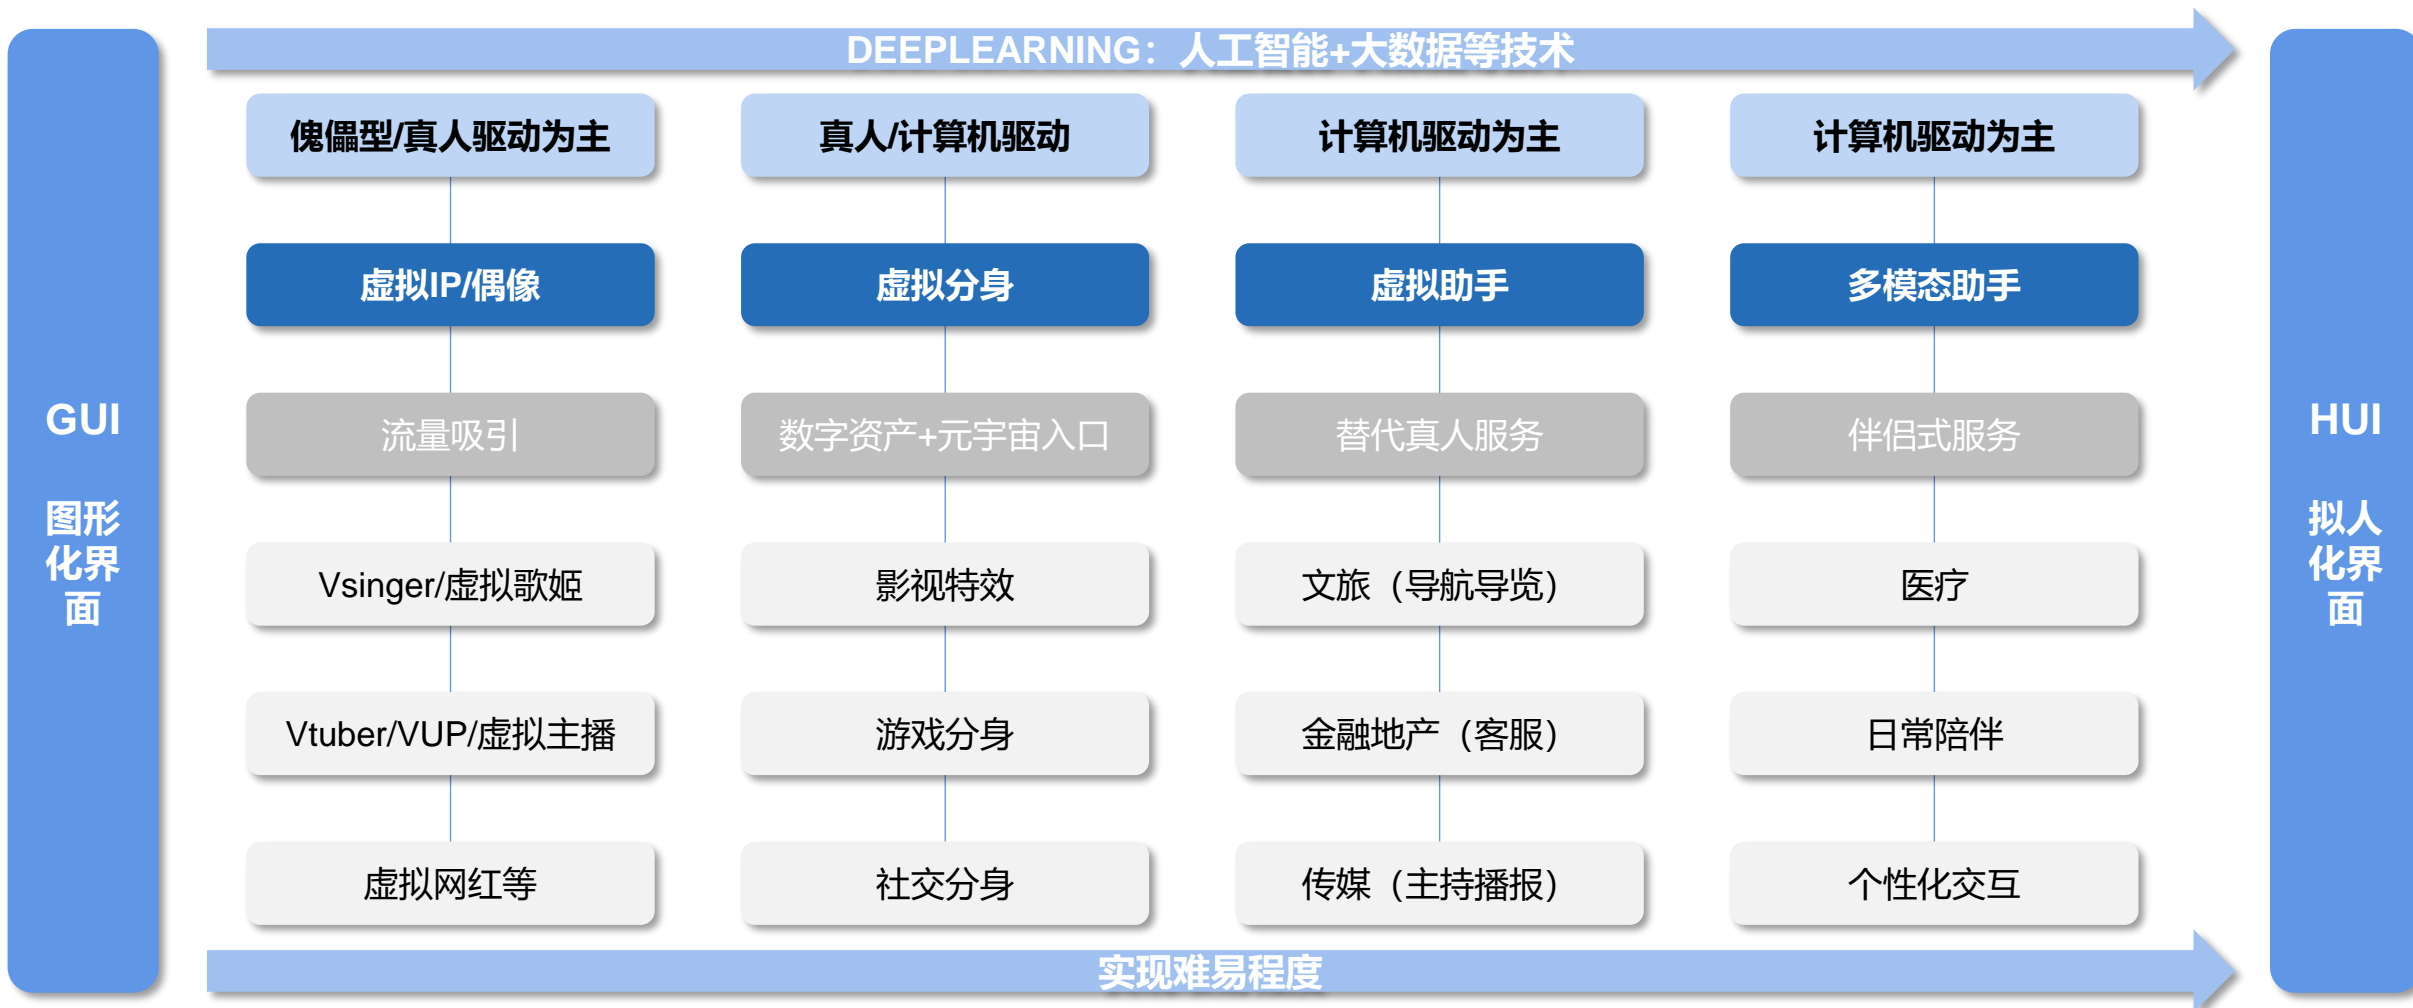 DEEPLEARNING：人工智能+大数据等技术
GUI
图形
化界
面
傀儡型/真人驱动为主
虚拟IP/偶像
流量吸引
Vsinger/虚拟歌姬
Vtuber/VUP/虚拟主播
虚拟网红等
真人/计算机驱动
虚拟分身
数字资产+元宇宙入口
影视特效
游戏分身
社交分身
计算机驱动为主
虚拟助手
替代真人服务
文旅（导航导览）
金融地产（客服）
传媒（主持播报）
计算机驱动为主
多模态助手
伴侣式服务
医疗
日常陪伴
个性化交互
HUI
拟人
化界
面
实现难易程度